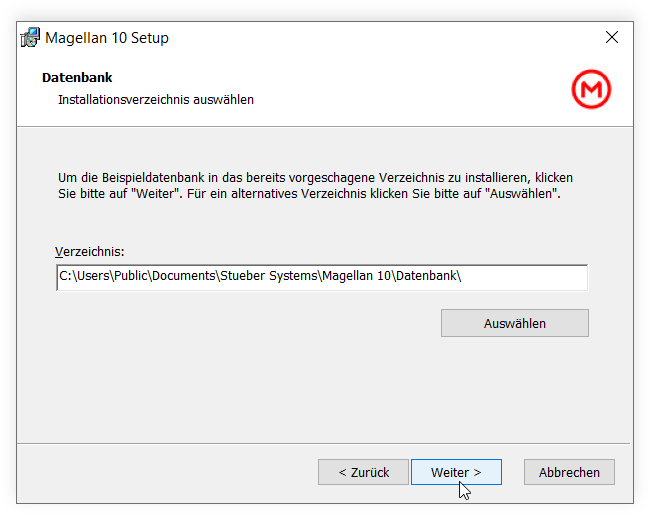 Magellan 10 Setup
Datenbank
Installationsverzeichnis auswählen
M
Um die Beispieldatenbank in das bereits vorgeschagene Verzeichnis zu installieren, klicken
Sie bitte auf "Weiter". Für ein alternatives Verzeichnis klicken Sie bitte auf "Auswählen".
Verzeichnis:
C:\Users\Public\Documents\Stueber Systems\Magellan 10\Datenbank\
Auswählen
< Zurück Weiter > Abbrechen